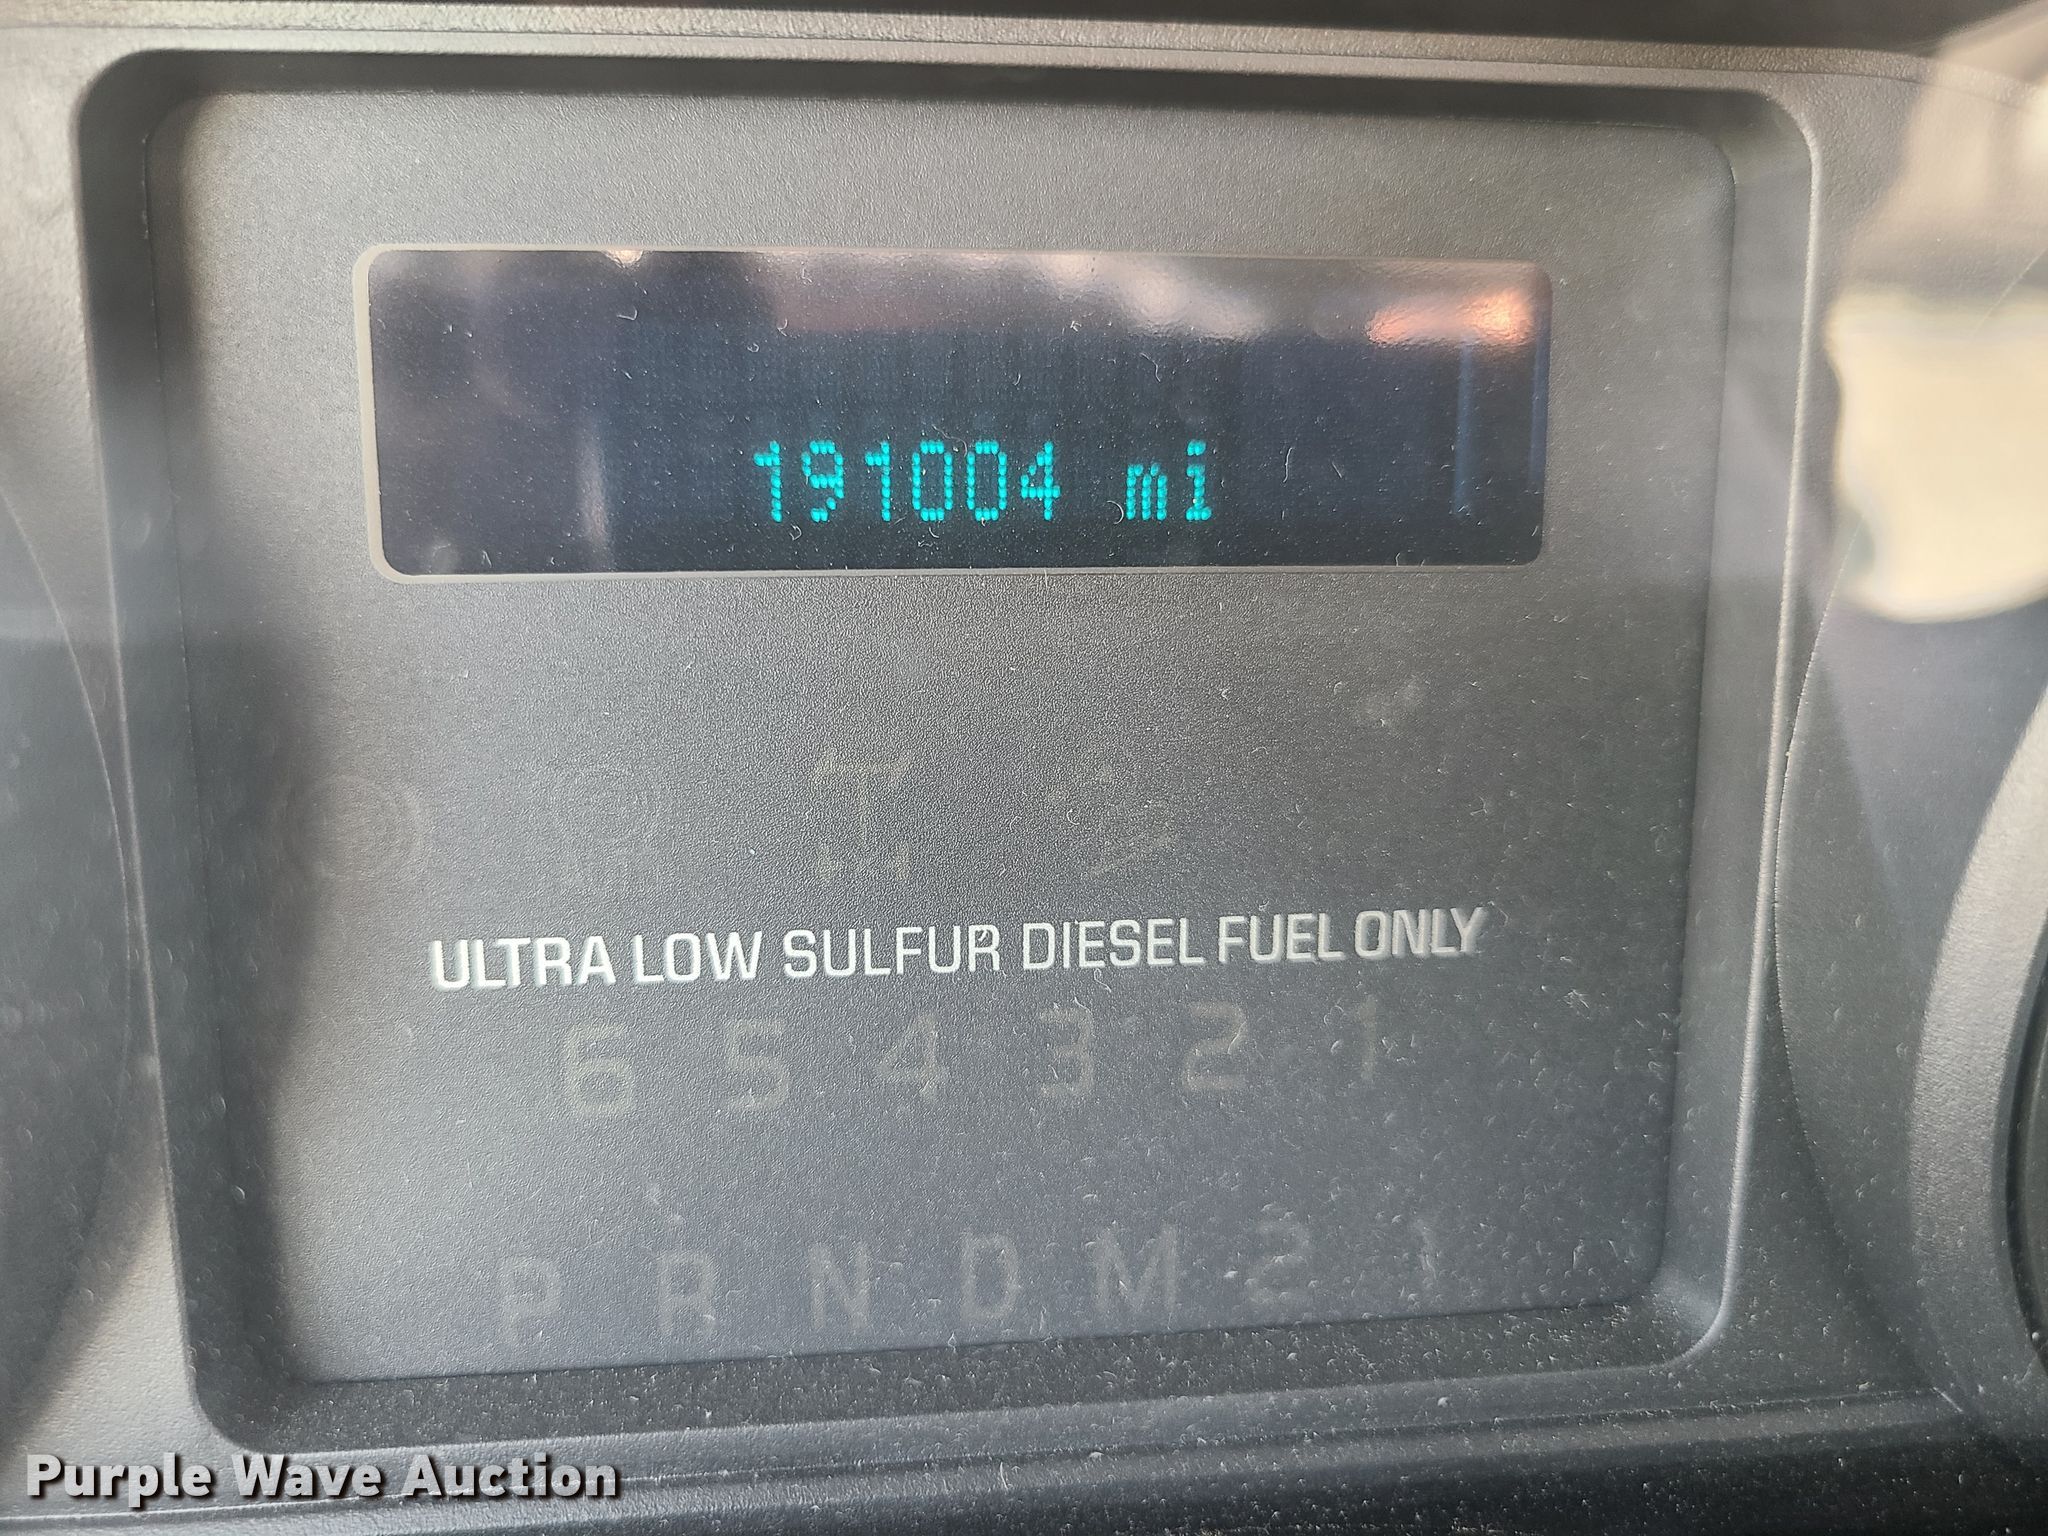 191004 mi
ULTRA LOW SULFUR DIESEL FUEL ONLY
6 5 4 3 2 1
P R N D M 2 1
Purple Wave Auction